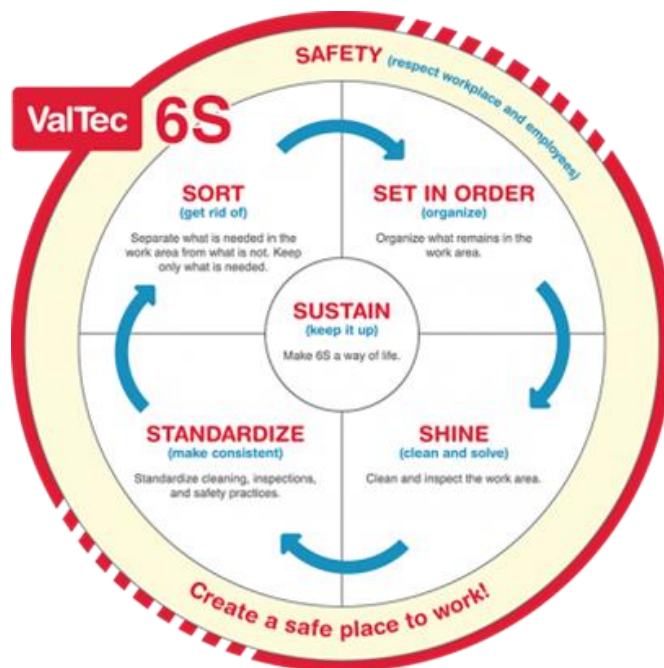 SAFETY (respect workplace and employees)
ValTec 6S
SORT
(get rid of)
Separate what is needed in the
work area from what is not. Keep
only what is needed.
SET IN ORDER
(organize)
Organize what remains in the
work area.
SUSTAIN
(keep it up)
Make 6S a way of life.
STANDARDIZE
(make consistent)
Standardize cleaning, inspections,
and safety practices.
SHINE
(clean and solve)
Clean and inspect the work area.
Create a safe place to work!